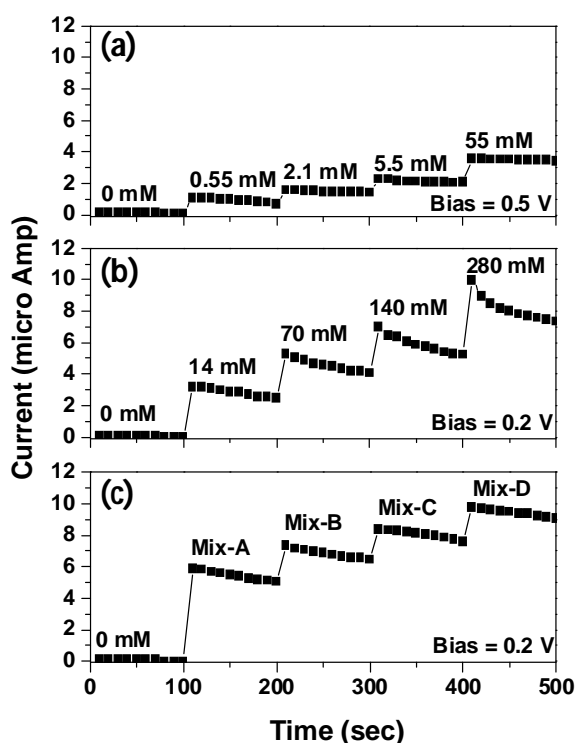 12
(a)
10
8
6
55 mM
4
5.5 mM
2.1 mM
0.55 mM
2
0 mM
0
Bias = 0.5 V
12
(b)
280 mM
10
8
140 mM
70 mM
6
14 mM
4
2
0 mM
Bias = 0.2 V
0
12
(c)
Mix-D
10
Mix-C
Mix-B
8
Mix-A
6
4
2
0 mM
Bias = 0.2 V
0
0 100 200 300 400 500
Time (sec)
Current (micro Amp)